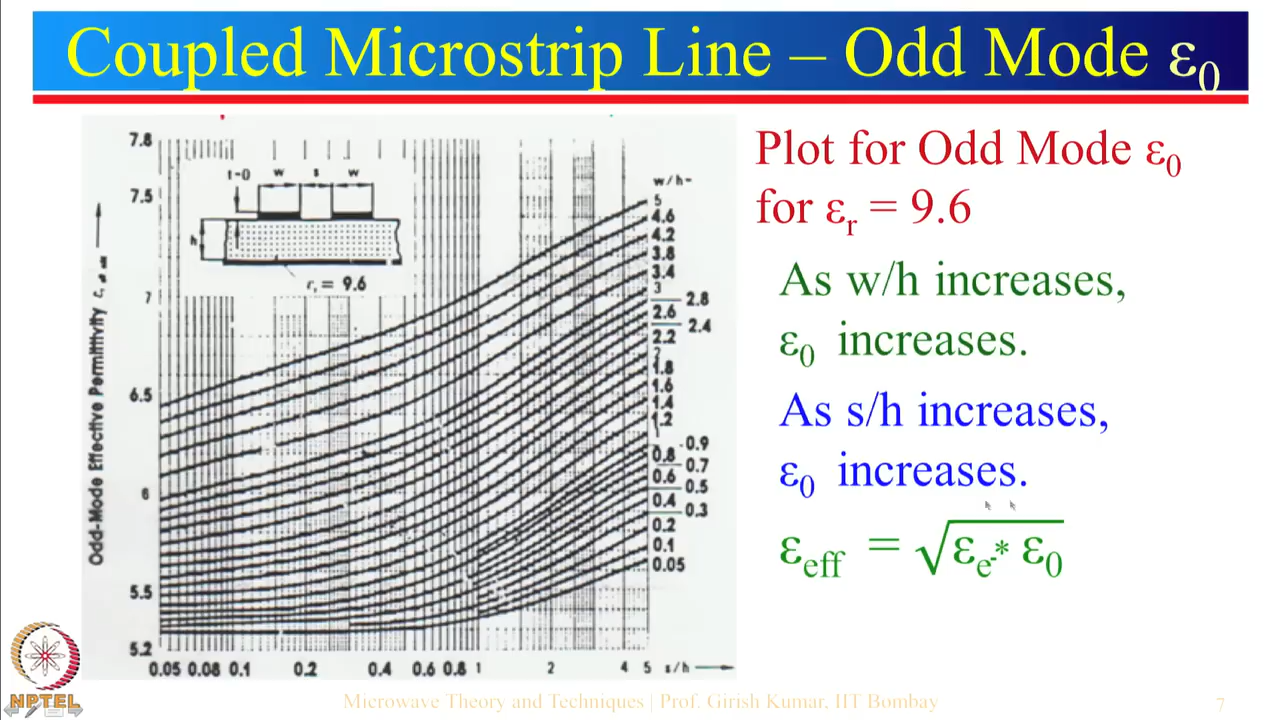 Coupled Microstrip Line – Odd Mode ε0
7.8
7.5
7
6.5
6
5.5
5.2
Odd-Mode Effective Permittivity
t-0 w s w
h
= 9.6
w/h-
5
4.6
4.2
3.8
3.4
3
2.8
2.6
2.4
2.2
2
1.8
1.6
1.4
1.2
1
0.9
0.8
0.7
0.6
0.5
0.4
0.3
0.2
0.1
0.05
0.05 0.08 0.1 0.2 0.4 0.6 0.8 1 2 4 5 s/h
Plot for Odd Mode ε0
for εr = 9.6
As w/h increases,
ε0 increases.
As s/h increases,
ε0 increases.
εeff = √εe* ε0
NPTEL
Microwave Theory and Techniques | Prof. Girish Kumar, IIT Bombay
7